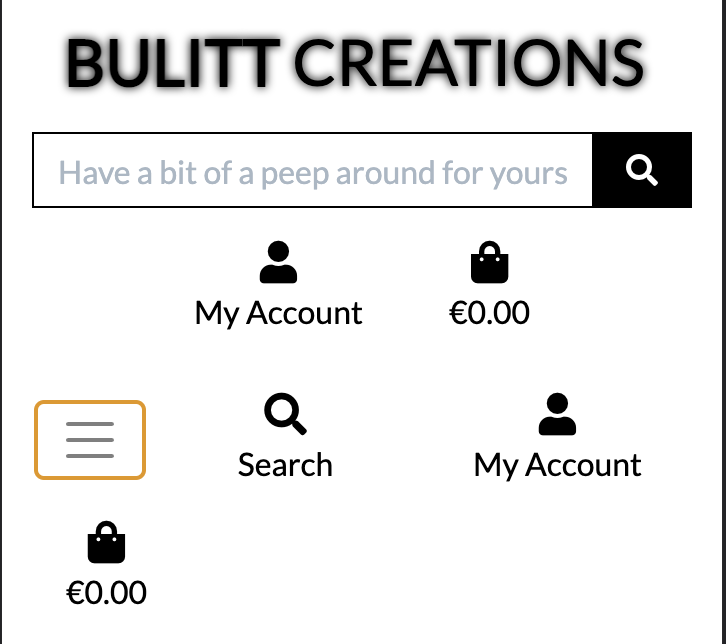 BULITT CREATIONS
Have a bit of a peep around for yours
My Account €0.00
Search My Account
€0.00